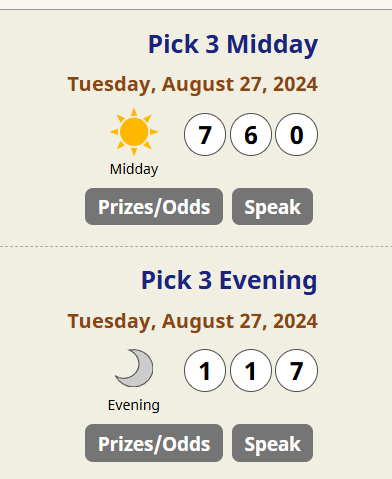 Pick 3 Midday
Tuesday, August 27, 2024
7 6 0
Midday
Prizes/Odds Speak
Pick 3 Evening
Tuesday, August 27, 2024
1 1 7
Evening
Prizes/Odds Speak